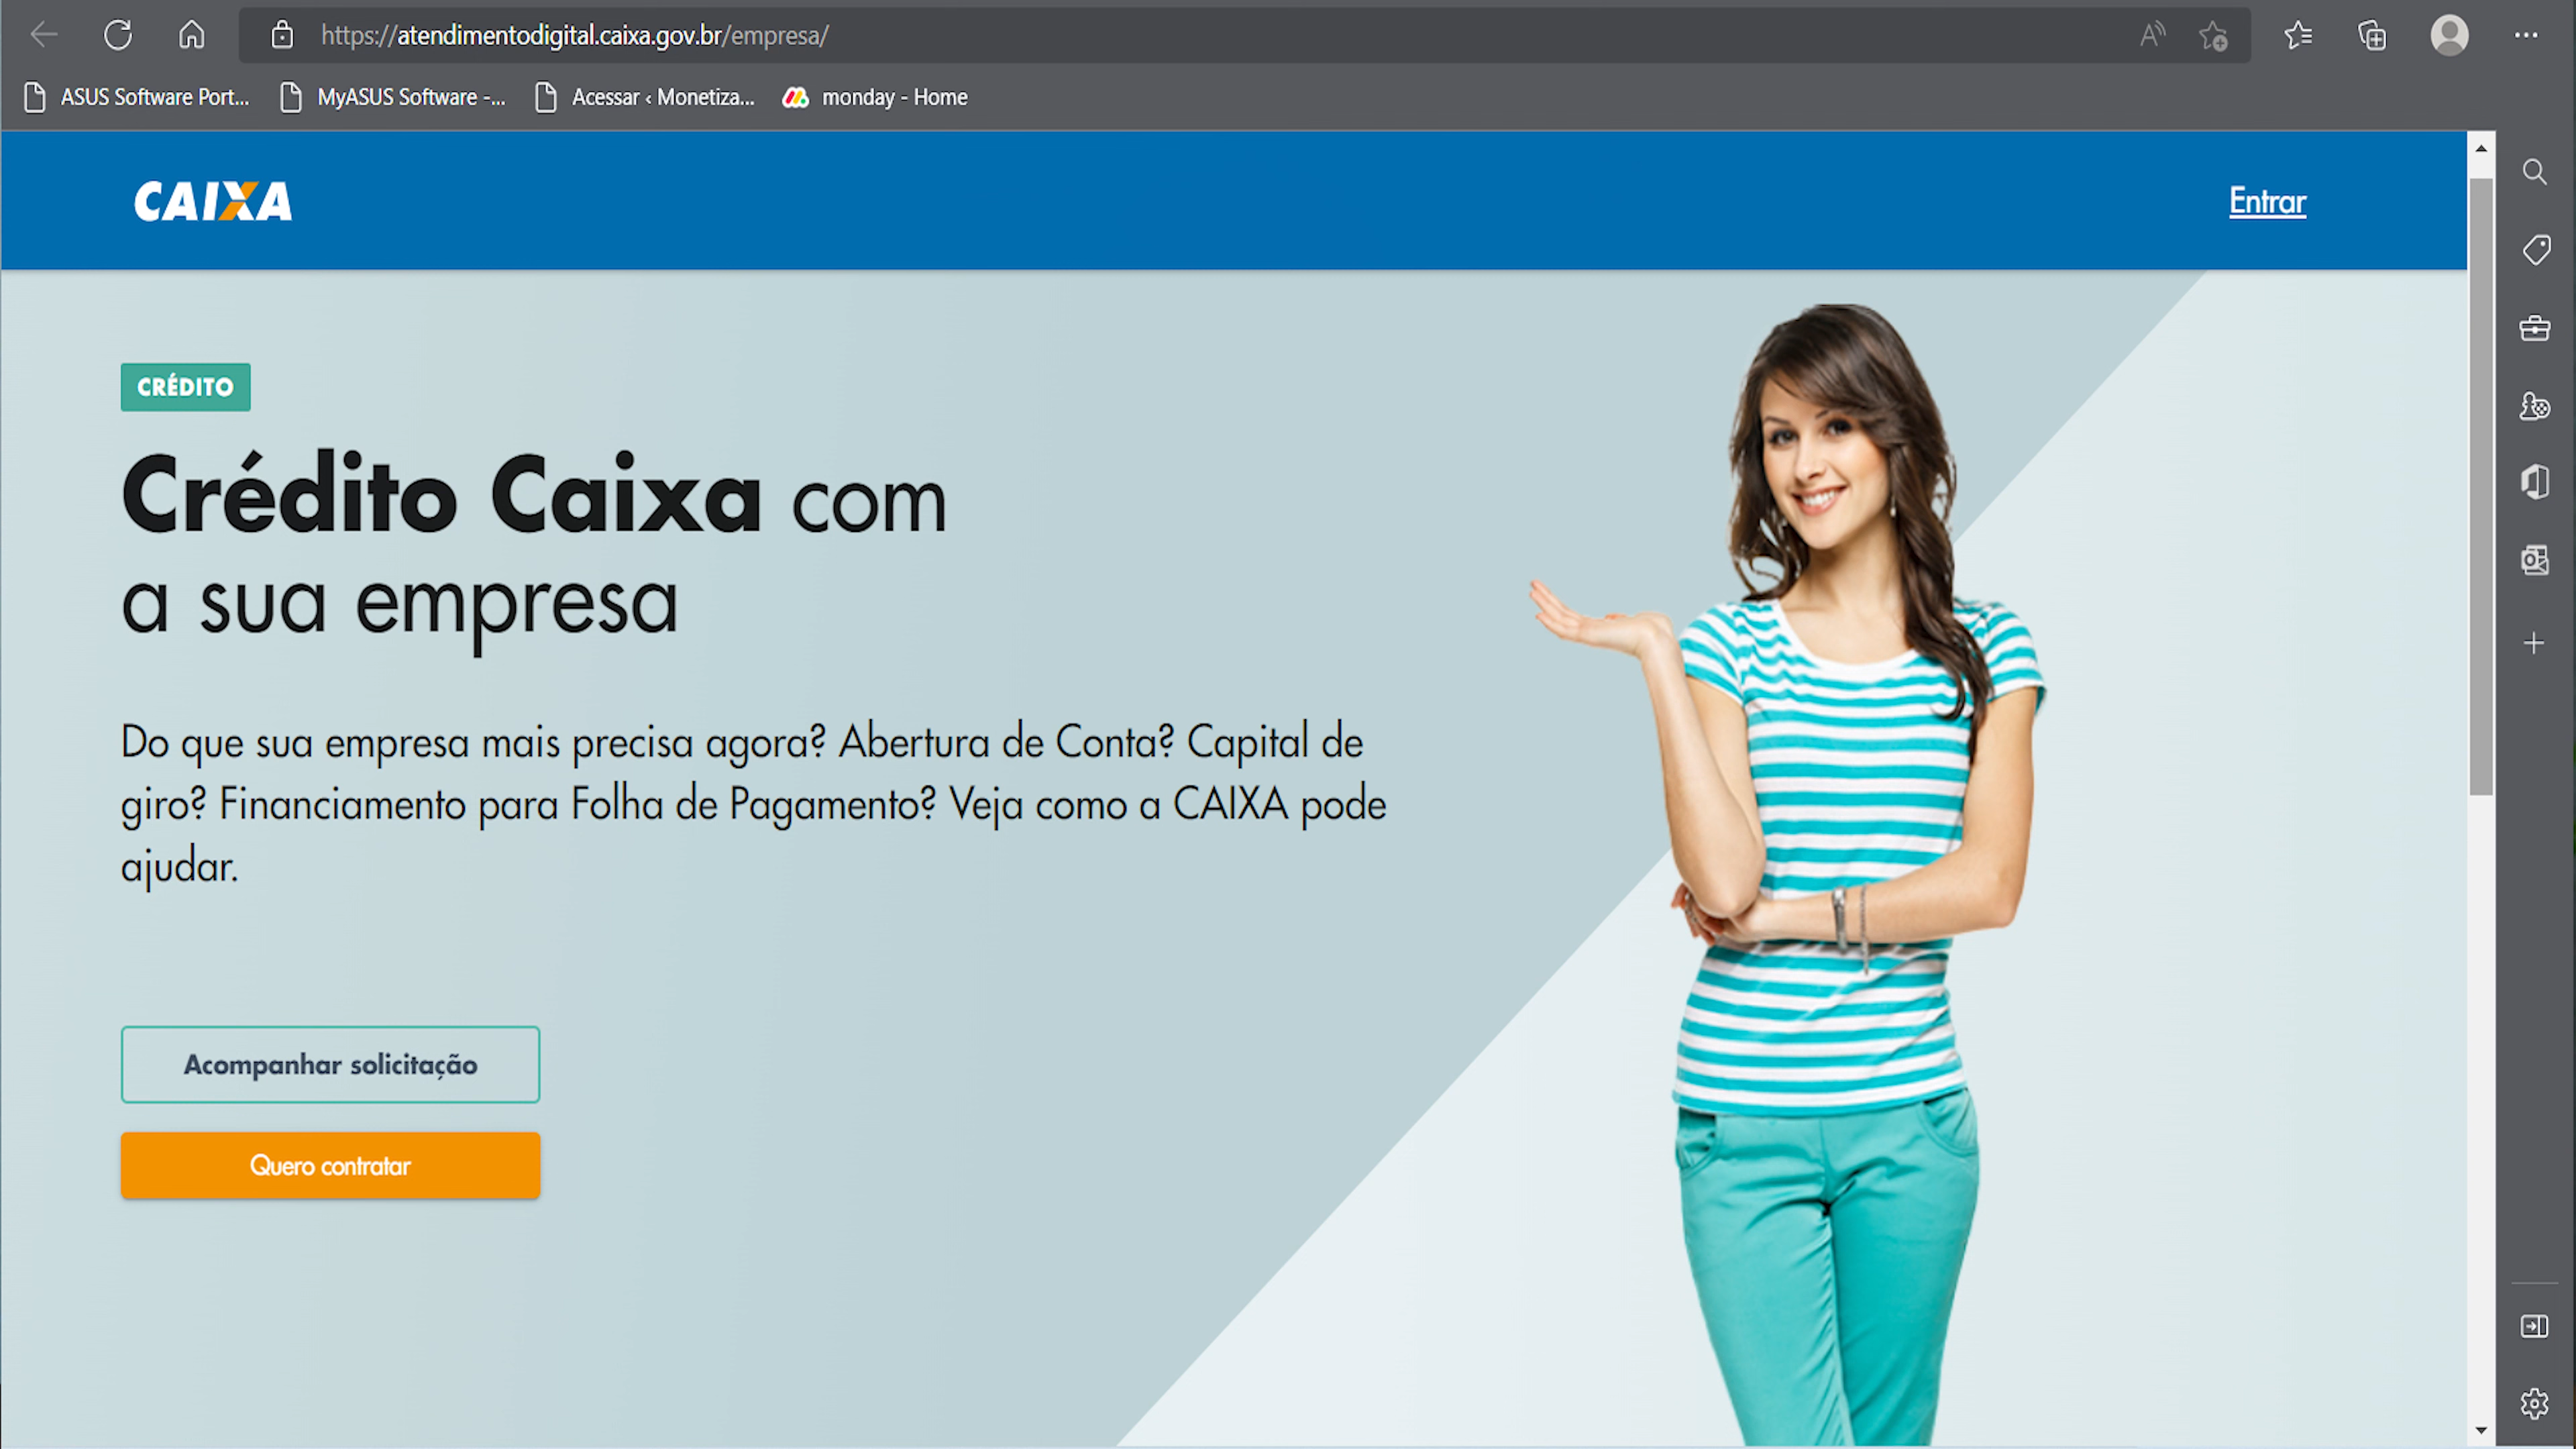 https://atendimentodigital.caixa.gov.br/empresa/
ASUS Software Port...
MyASUS Software -...
Acessar ‹ Monetiza...
monday - Home
CAIXA
Entrar
CRÉDITO
Crédito Caixa com
a sua empresa
Do que sua empresa mais precisa agora? Abertura de Conta? Capital de
giro? Financiamento para Folha de Pagamento? Veja como a CAIXA pode
ajudar.
Acompanhar solicitação
Quero contratar